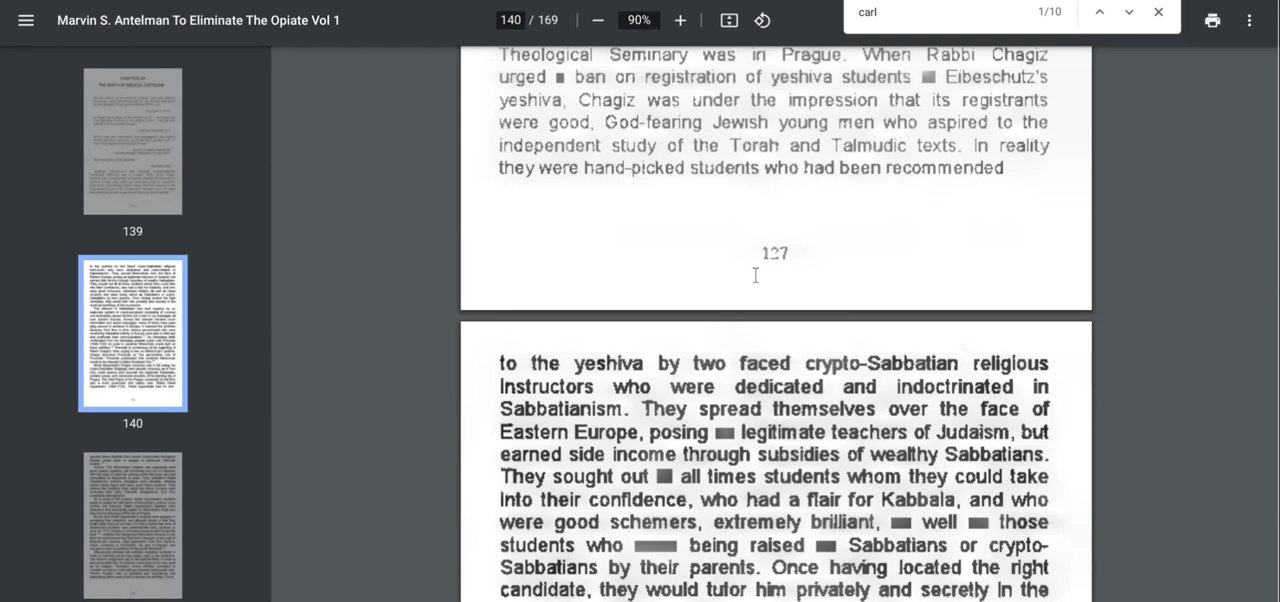 Marvin S. Antelman To Eliminate The Opiate Vol 1
140 / 169
90%
carl
1/10
139
140
141
Theological Seminary was in Prague. When Rabbi Chagiz
urged ban on registration of yeshiva students Eibeschutz's
yeshiva, Chagiz was under the impression that its registrants
were good, God-fearing Jewish young men who aspired to the
independent study of the Torah and Talmudic texts. In reality
they were hand-picked students who had been recommended
127
to the yeshiva by two faced crypto-Sabbatian religious
instructors who were dedicated and indoctrinated in
Sabbatianism. They spread themselves over the face of
Eastern Europe, posing legitimate teachers of Judaism, but
earned side income through subsidies of wealthy Sabbatians.
They sought out all times students whom they could take
into their confidence, who had a flair for Kabbala, and who
were good schemers, extremely brilliant, well those
students who being raised Sabbatians or crypto-
Sabbatians by their parents. Once having located the right
candidate, they would tutor him privately and secretly in the